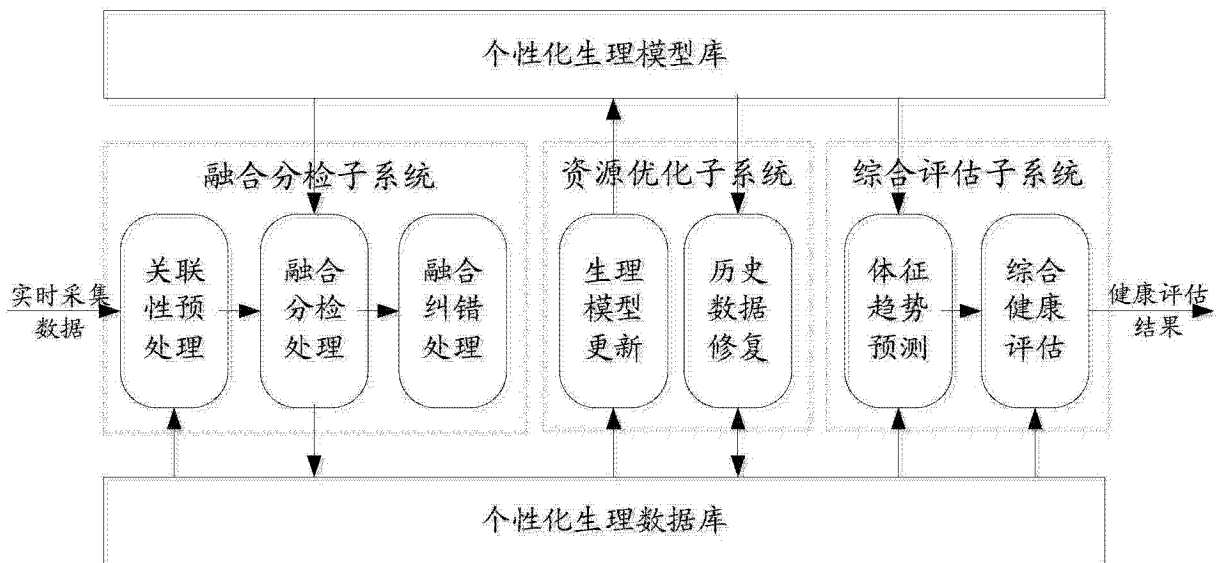 个性化生理模型库
融合分检子系统
资源优化子系统
综合评估子系统
实时采集
数据
关联
性预
处理
融合
分检
处理
融合
纠错
处理
生理
模型
更新
历史
数据
修复
体征
趋势
预测
综合
健康
评估
健康评估
结果
个性化生理数据库